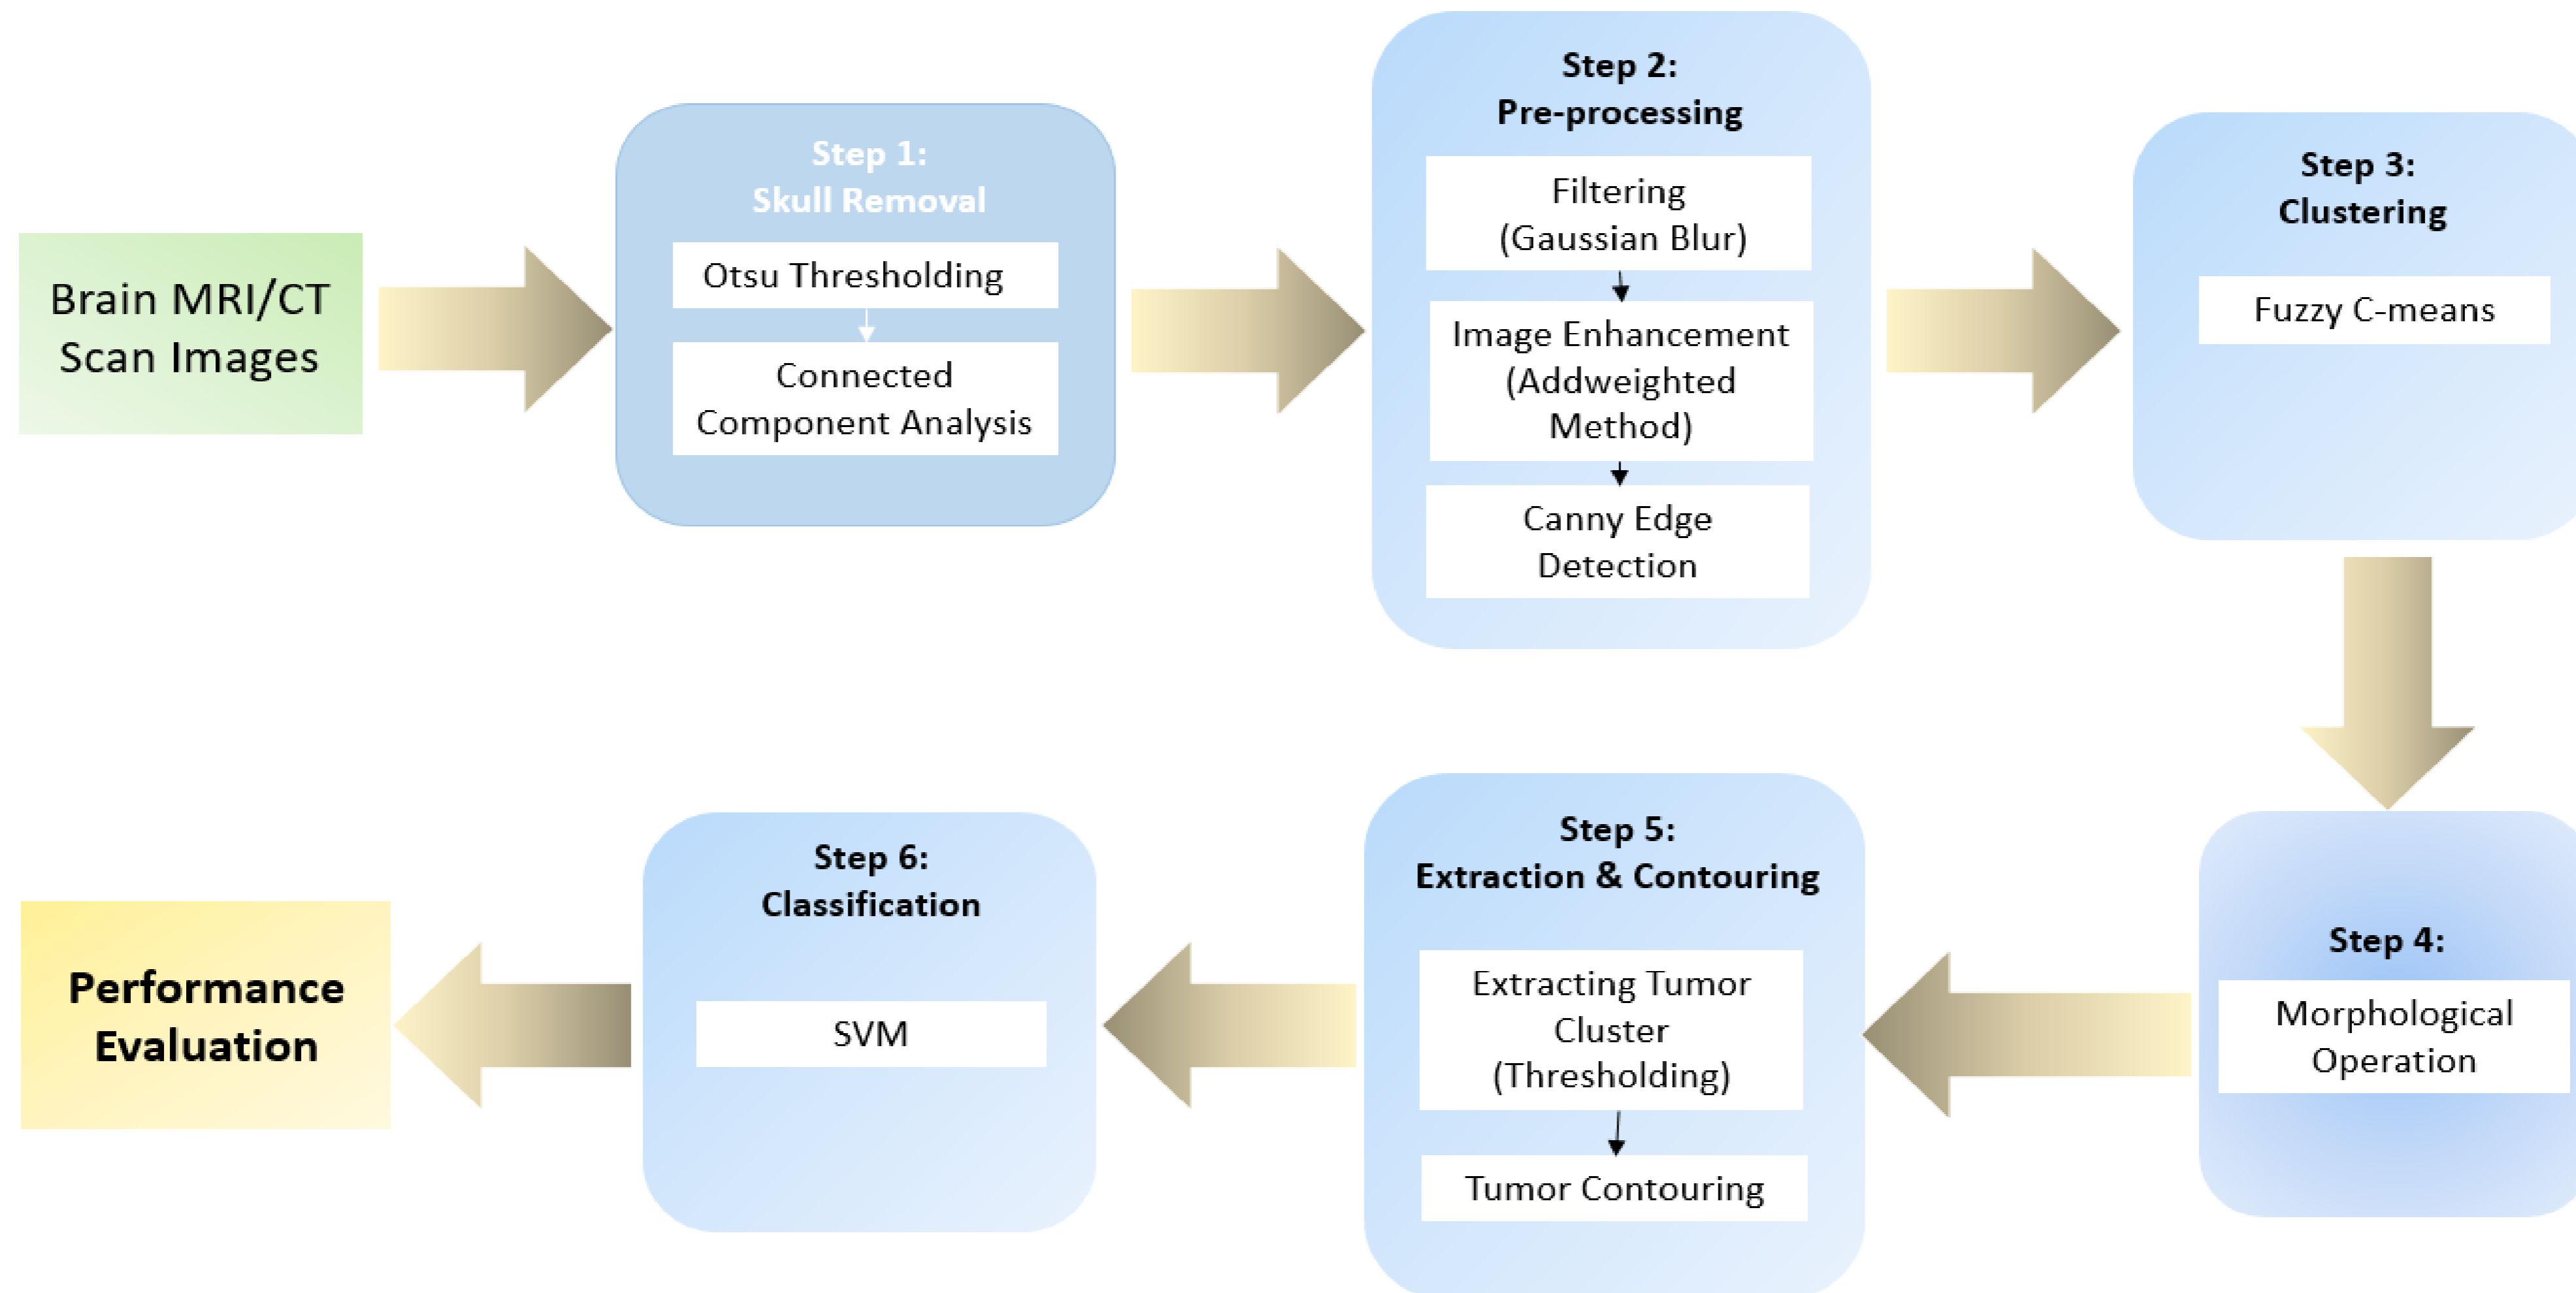 Brain MRI/CT
Scan Images
Step 1:
Skull Removal
Otsu Thresholding
Connected
Component Analysis
Step 2:
Pre-processing
Filtering
(Gaussian Blur)
Image Enhancement
(Addweighted
Method)
Canny Edge
Detection
Step 3:
Clustering
Fuzzy C-means
Step 4:
Morphological
Operation
Step 5:
Extraction & Contouring
Extracting Tumor
Cluster
(Thresholding)
Tumor Contouring
Step 6:
Classification
SVM
Performance
Evaluation